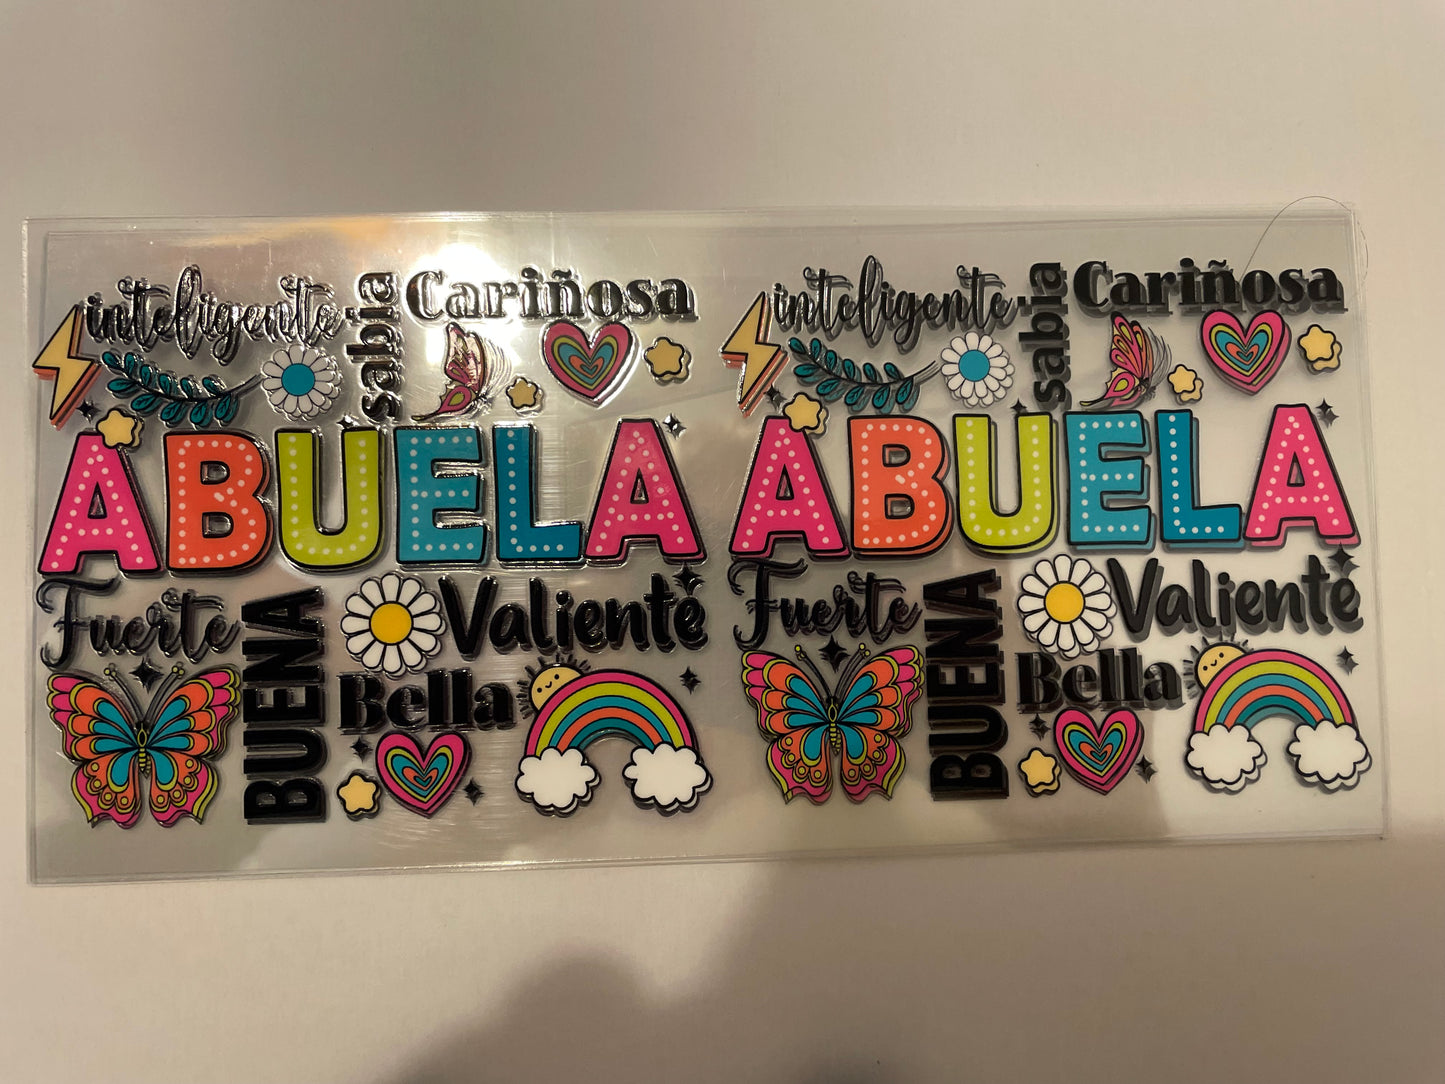 inteligente
sabia
Cariñosa
ABUELA
Fuerte
BUENA
Valiente
Bella
inteligente
sabia
Cariñosa
ABUELA
Fuerte
BUENA
Valiente
Bella